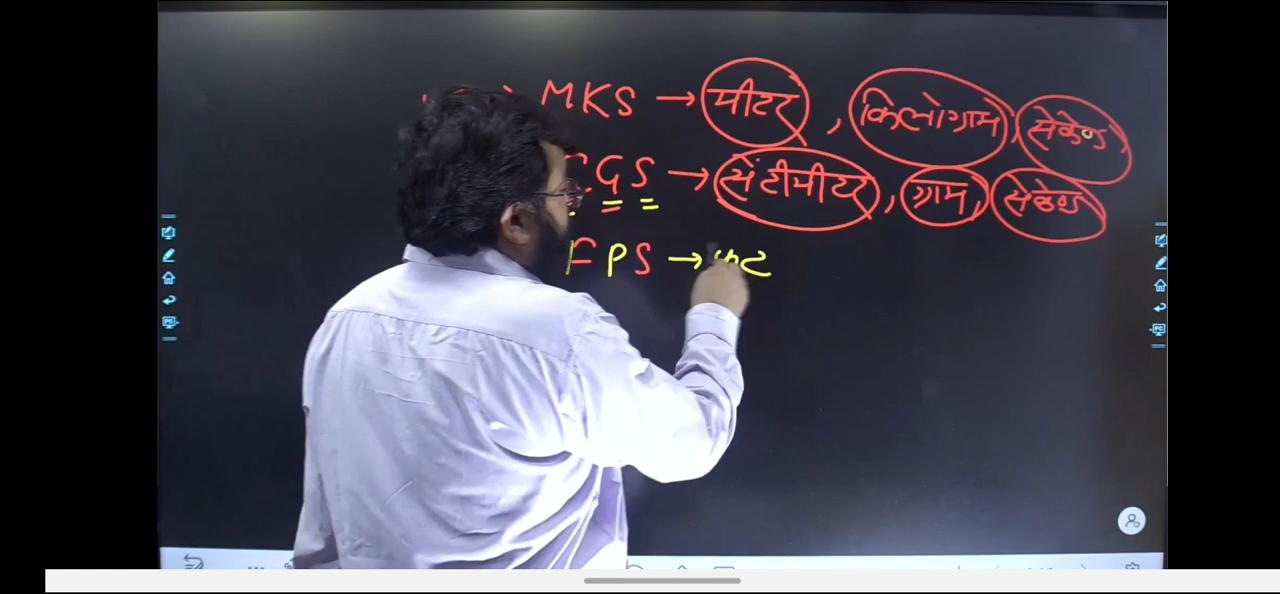 MKS → मीटर, किलोग्राम, सेकेण्ड
CGS → सेंटीमीटर, ग्राम, सेकेण्ड
FPS → फुट